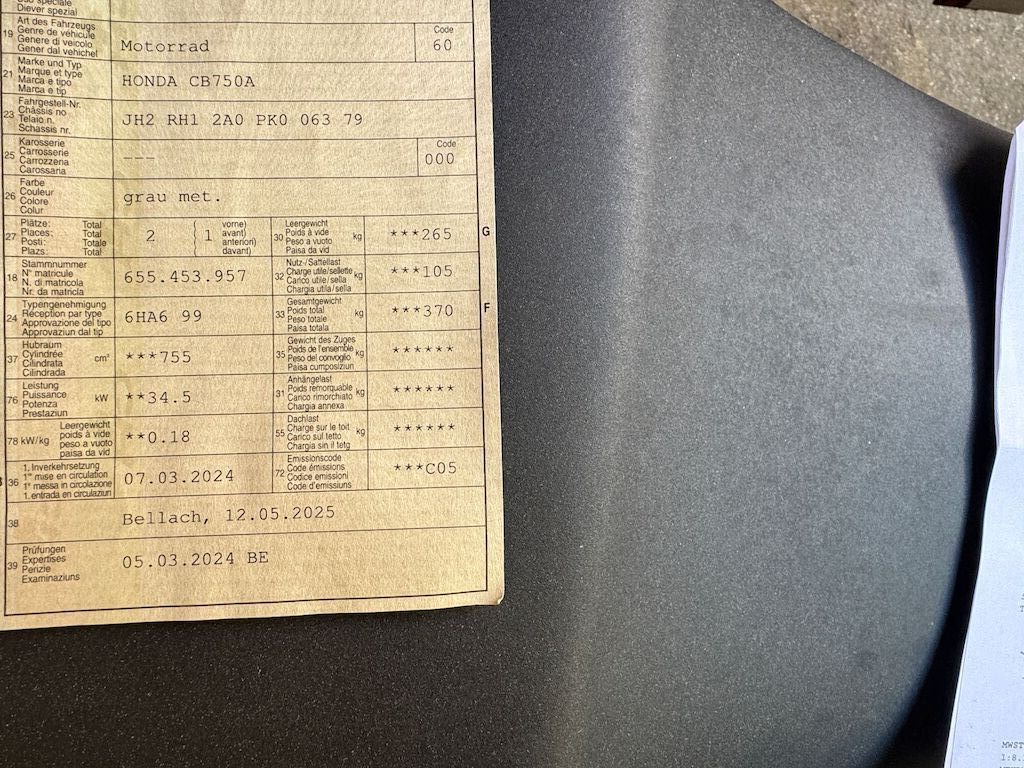 Diever spezial
19
Art des Fahrzeugs
Genre de véhicule
Genere di veicolo
Gener dal vehichel
Motorrad
Code
60
21
Marke und Typ
Marque et type
Marca e tipo
Marca e tip
HONDA CB750A
23
Fahrgestell-Nr.
Châssis no
Telaio n.
Schassis nr.
JH2 RH1 2A0 PK0 063 79
25
Karosserie
Carrosserie
Carrozzena
Carossaria
---
Code
000
26
Farbe
Couleur
Colore
Colur
grau met.
27
Plätze: Total
Places: Total
Posti: Totale
Plazs: Total
2
1
vorne)
avant)
anteriori)
davant)
30
Leergewicht
Poids à vide
Peso a vuoto
Paisa da vid
kg
***265
G
18
Stammnummer
N° matricule
N. di matricola
Nr. da matricla
655.453.957
32
Nutz-/Sattellast
Charge utile/sellette
Carico utile/sella
Chargia utila/sella
kg
***105
24
Typengenehmigung
Réception par type
Approvazione del tipo
Approvaziun dal tip
6HA6 99
33
Gesamtgewicht
Poids total
Peso totale
Paisa totala
kg
***370
F
37
Hubraum
Cylindrée
Cilindrata
Cilindrada
cm³
***755
35
Gewicht des Zuges
Poids de l'ensemble
Peso del convoglio
Paisa cumposiziun
kg
******
76
Leistung
Puissance
Potenza
Prestaziun
kW
**34.5
31
Anhängelast
Poids remorquable
Carico rimorchiato
Chargia annexa
kg
******
78 kW/kg
Leergewicht
poids à vide
peso a vuoto
paisa da vid
**0.18
55
Dachlast
Charge sur le toit
Carico sul tetto
Chargia sin il tetg
kg
******
36
1. Inverkehrsetzung
1re mise en circulation
1a messa in circolazione
1. entrada en circulaziun
07.03.2024
72
Emissionscode
Code émissions
Codice emissioni
Code d'emissiuns
***C05
38
Bellach, 12.05.2025
39
Prüfungen
Expertises
Perizie
Examinaziuns
05.03.2024 BE
MWST
1:8.